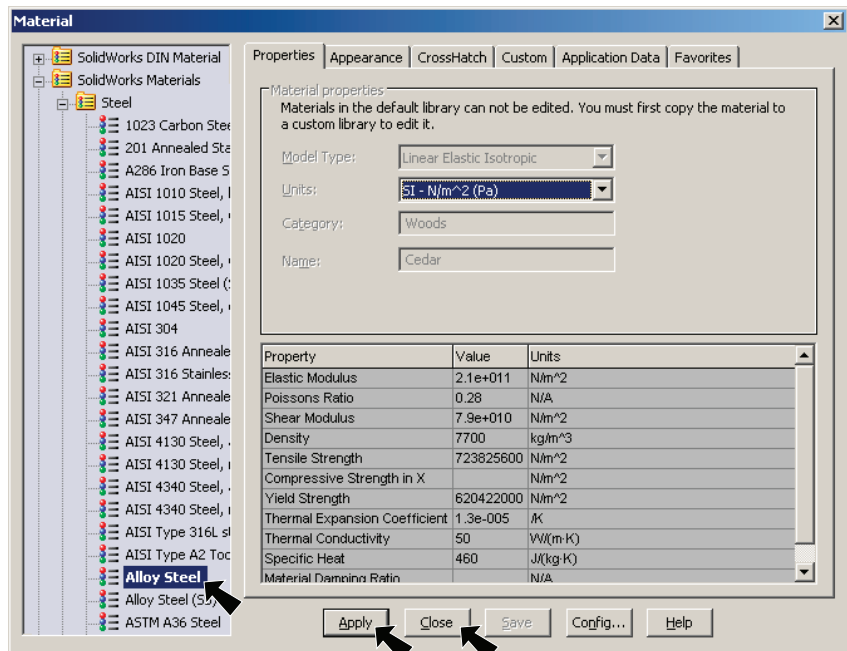 Material
SolidWorks DIN Material
SolidWorks Materials
Steel
1023 Carbon Stee
201 Annealed Sta
A286 Iron Base S
AISI 1010 Steel,
AISI 1015 Steel,
AISI 1020
AISI 1020 Steel,
AISI 1035 Steel (
AISI 1045 Steel,
AISI 304
AISI 316 Anneale
AISI 316 Stainles
AISI 321 Anneale
AISI 347 Anneale
AISI 4130 Steel,
AISI 4130 Steel,
AISI 4340 Steel,
AISI 4340 Steel,
AISI Type 316L s
AISI Type A2 Too
Alloy Steel
Alloy Steel (SS)
ASTM A36 Steel
Properties Appearance CrossHatch Custom Application Data Favorites
Material properties
Materials in the default library can not be edited. You must first copy the material to
a custom library to edit it.
Model Type: Linear Elastic Isotropic
Units: SI - N/m^2 (Pa)
Category: Woods
Name: Cedar
Property Value Units
Elastic Modulus 2.1e+011 N/m^2
Poissons Ratio 0.28 N/A
Shear Modulus 7.9e+010 N/m^2
Density 7700 kg/m^3
Tensile Strength 723825600 N/m^2
Compressive Strength in X N/m^2
Yield Strength 620422000 N/m^2
Thermal Expansion Coefficient 1.3e-005 /K
Thermal Conductivity 50 W/(m·K)
Specific Heat 460 J/(kg·K)
Material Damping Ratio N/A
Apply Close Save Config... Help